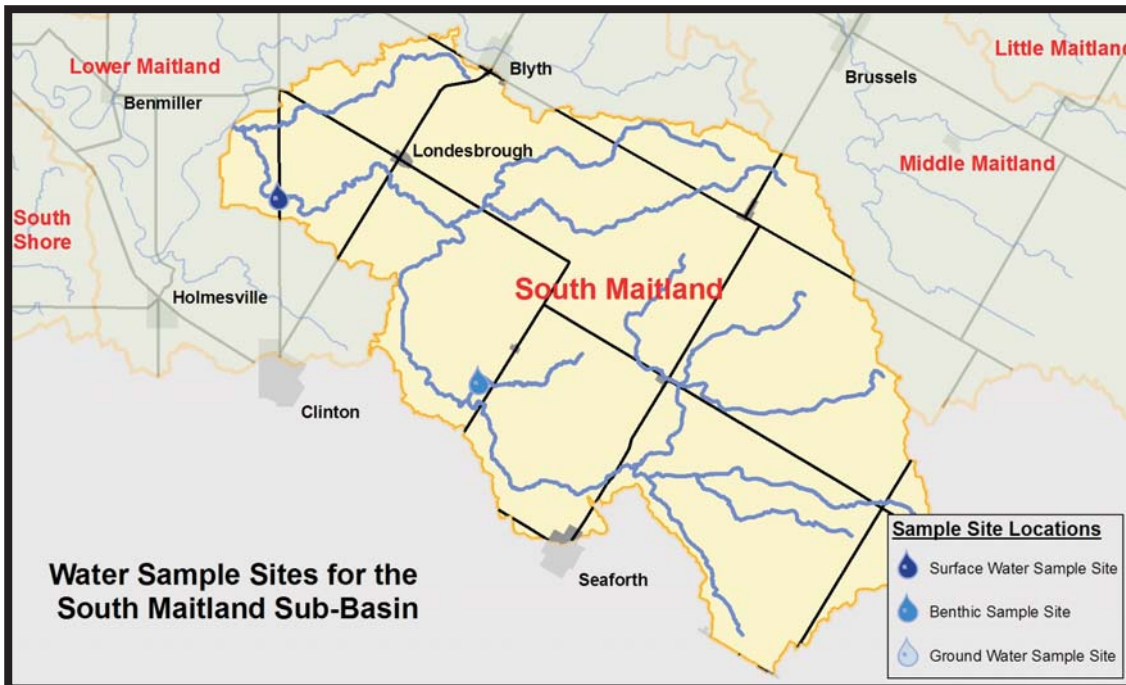 Lower Maitland
Benmiller
Blyth
Little Maitland
Brussels
Londesbrough
Middle Maitland
South
Shore
South Maitland
Holmesville
Clinton
Seaforth
Water Sample Sites for the
South Maitland Sub-Basin
Sample Site Locations
Surface Water Sample Site
Benthic Sample Site
Ground Water Sample Site